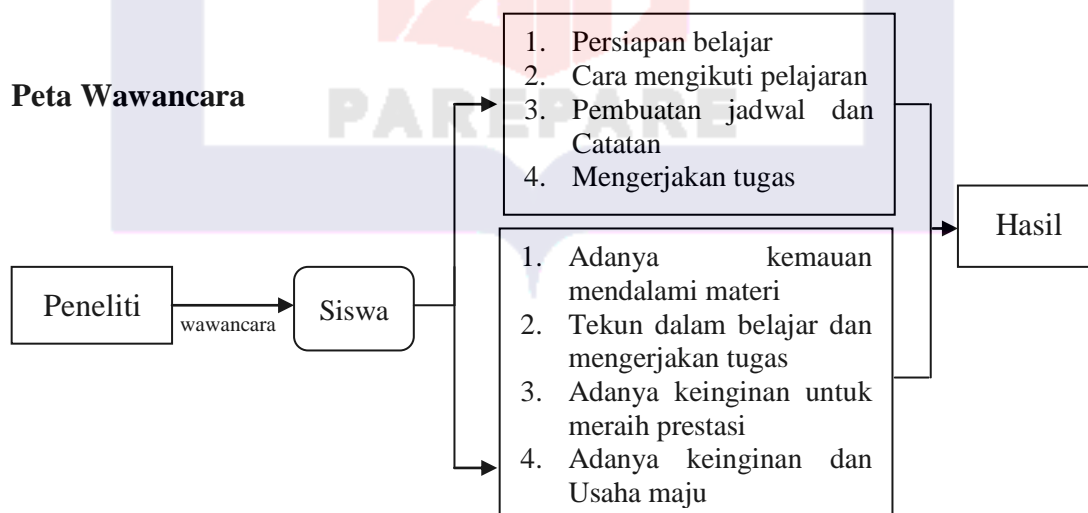 Peta Wawancara
PAREPARE
1. Persiapan belajar
2. Cara mengikuti pelajaran
3. Pembuatan jadwal dan
Catatan
4. Mengerjakan tugas
Peneliti
wawancara
Siswa
1. Adanya kemauan
mendalami materi
2. Tekun dalam belajar dan
mengerjakan tugas
3. Adanya keinginan untuk
meraih prestasi
4. Adanya keinginan dan
Usaha maju
Hasil